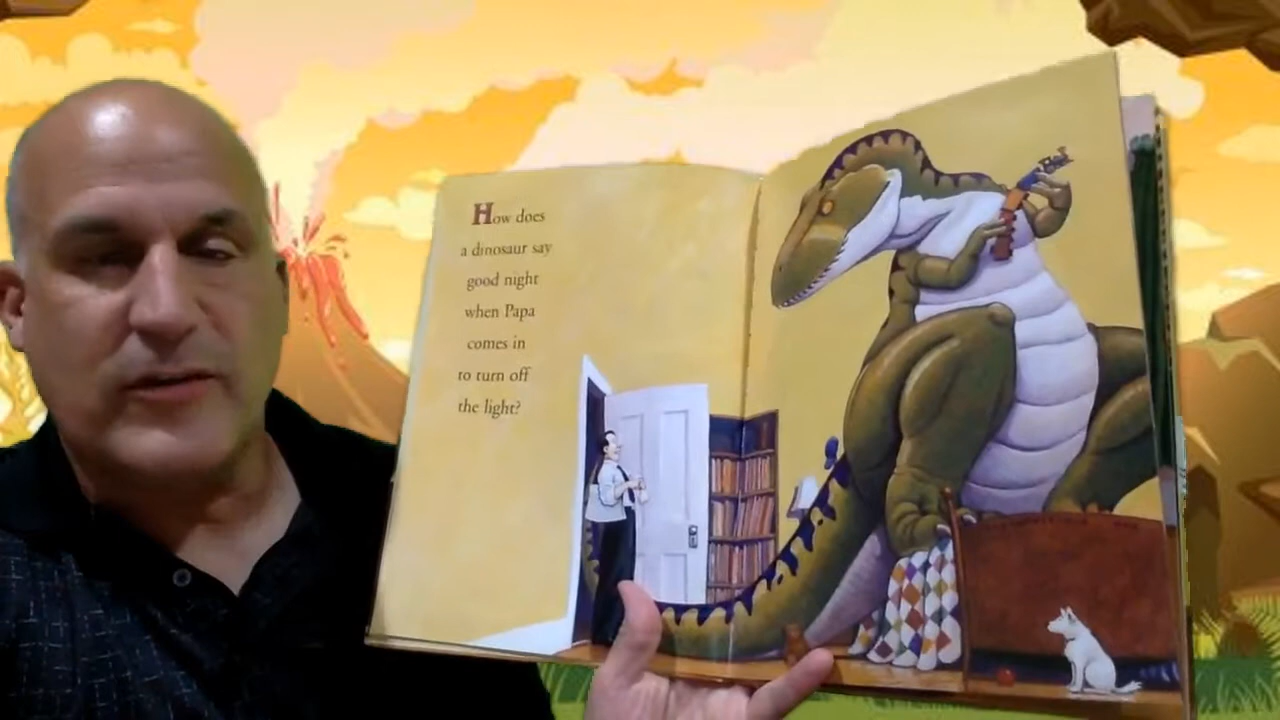 How does
a dinosaur say
good night
when Papa
comes in
to turn off
the light?